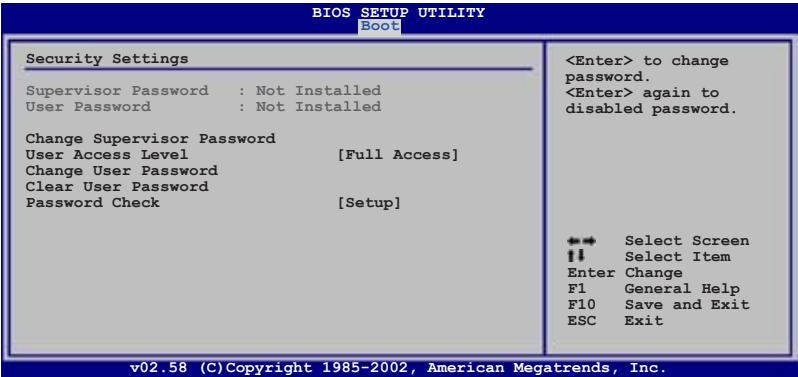 BIOS SETUP UTILITY
Boot
Security Settings
Supervisor Password : Not Installed
User Password : Not Installed
Change Supervisor Password
User Access Level [Full Access]
Change User Password
Clear User Password
Password Check [Setup]
<Enter> to change
password.
<Enter> again to
disabled password.
←→ Select Screen
↑↓ Select Item
Enter Change
F1 General Help
F10 Save and Exit
ESC Exit
v02.58 (C)Copyright 1985-2002, American Megatrends, Inc.